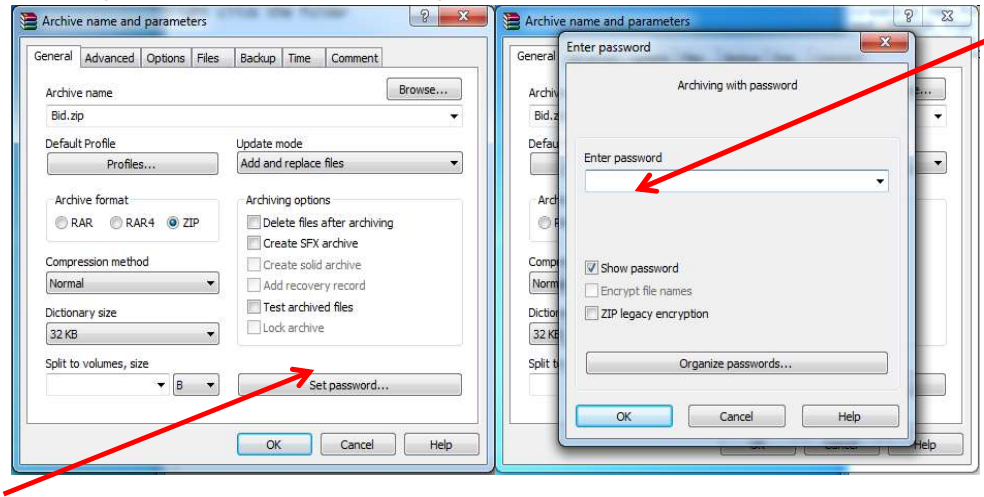 Archive name and parameters
General Advanced Options Files Backup Time Comment
Archive name
Browse...
Bid.zip
Default Profile
Update mode
Profiles...
Add and replace files
Archive format
Archiving options
RAR RAR4 ZIP
Delete files after archiving
Create SFX archive
Compression method
Create solid archive
Normal
Add recovery record
Dictionary size
Test archived files
32 KB
Lock archive
Split to volumes, size
B
Set password...
OK Cancel Help
Archive name and parameters
General
Enter password
Archiving with password
Enter password
Show password
Encrypt file names
ZIP legacy encryption
Organize passwords...
OK Cancel Help
32 KB
Help